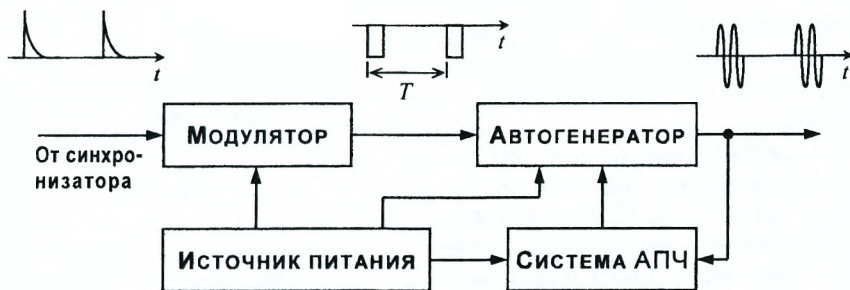 t
t
T
t
МОДУЛЯТОР
АВТОГЕНЕРАТОР
От синхро-
низатора
ИСТОЧНИК ПИТАНИЯ
СИСТЕМА АПЧ